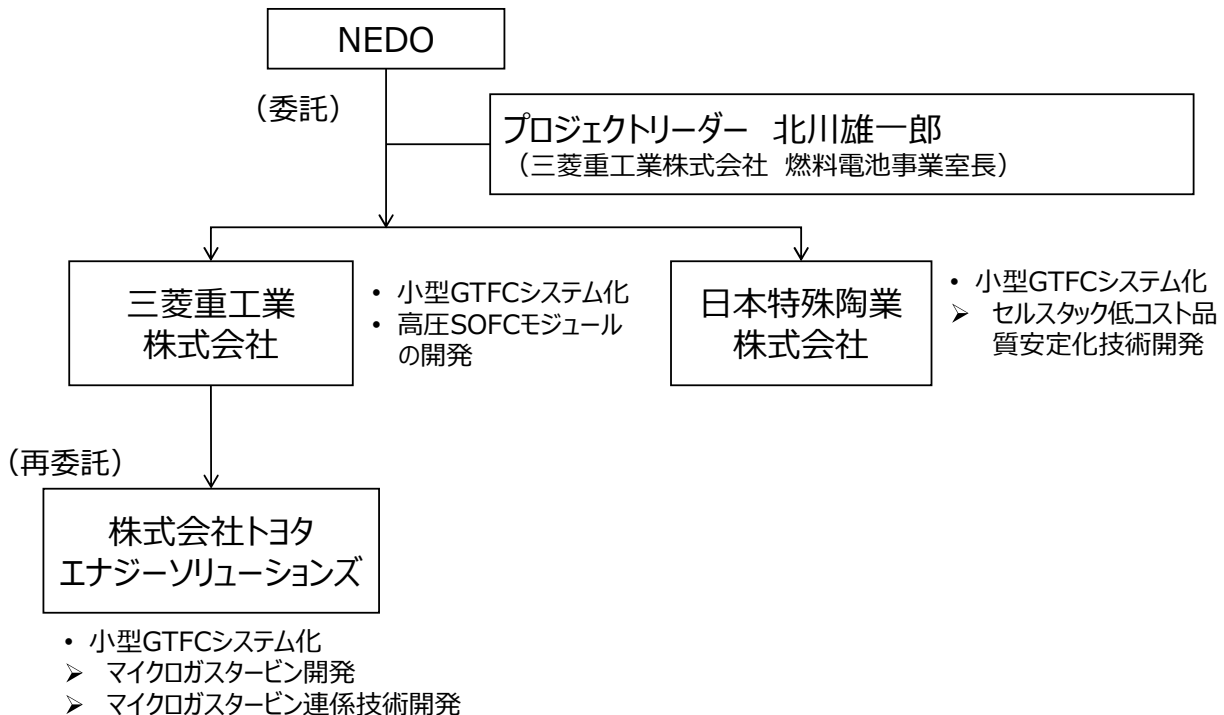 NEDO
（委託）
プロジェクトリーダー 北川雄一郎
（三菱重工業株式会社 燃料電池事業室長）
三菱重工業
株式会社
• 小型GTFCシステム化
• 高圧SOFCモジュール
の開発
日本特殊陶業
株式会社
• 小型GTFCシステム化
➢ セルスタック低コスト品
質安定化技術開発
（再委託）
株式会社トヨタ
エナジーソリューションズ
• 小型GTFCシステム化
➢ マイクロガスタービン開発
➢ マイクロガスタービン連係技術開発